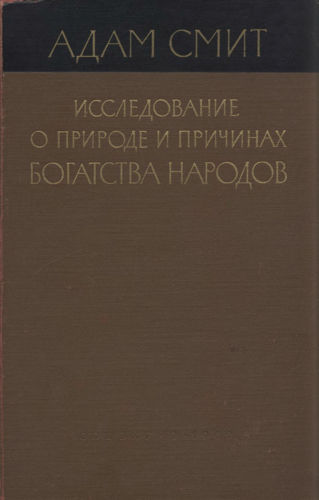 АДАМ СМИТ
ИССЛЕДОВАНИЕ
О ПРИРОДЕ И ПРИЧИНАХ
БОГАТСТВА НАРОДОВ